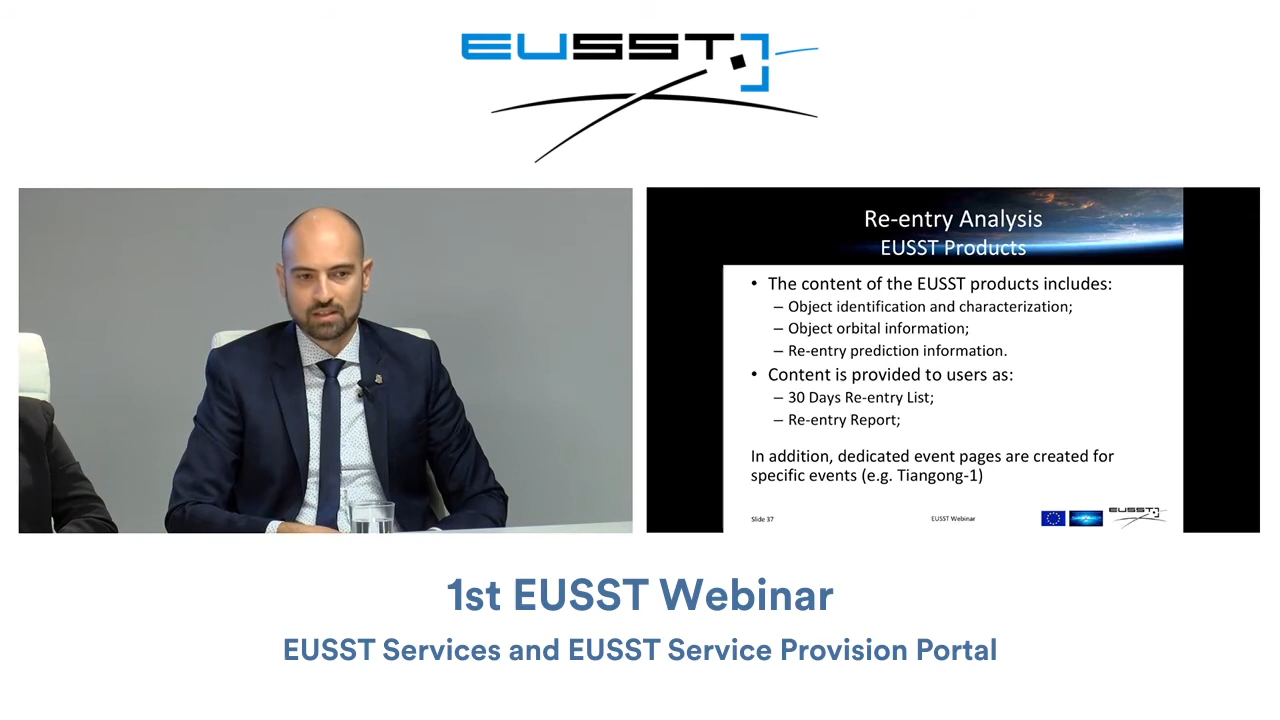 EUSST
Re-entry Analysis
EUSST Products
• The content of the EUSST products includes:
– Object identification and characterization;
– Object orbital information;
– Re-entry prediction information.
• Content is provided to users as:
– 30 Days Re-entry List;
– Re-entry Report;
In addition, dedicated event pages are created for
specific events (e.g. Tiangong-1)
Slide 37
EUSST Webinar
EUSST
1st EUSST Webinar
EUSST Services and EUSST Service Provision Portal